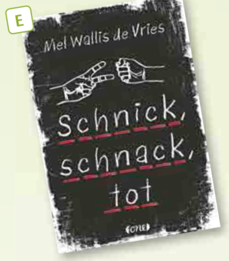 E
Mel Wallis de Vries
Schnick,
schnack,
tot
ONE